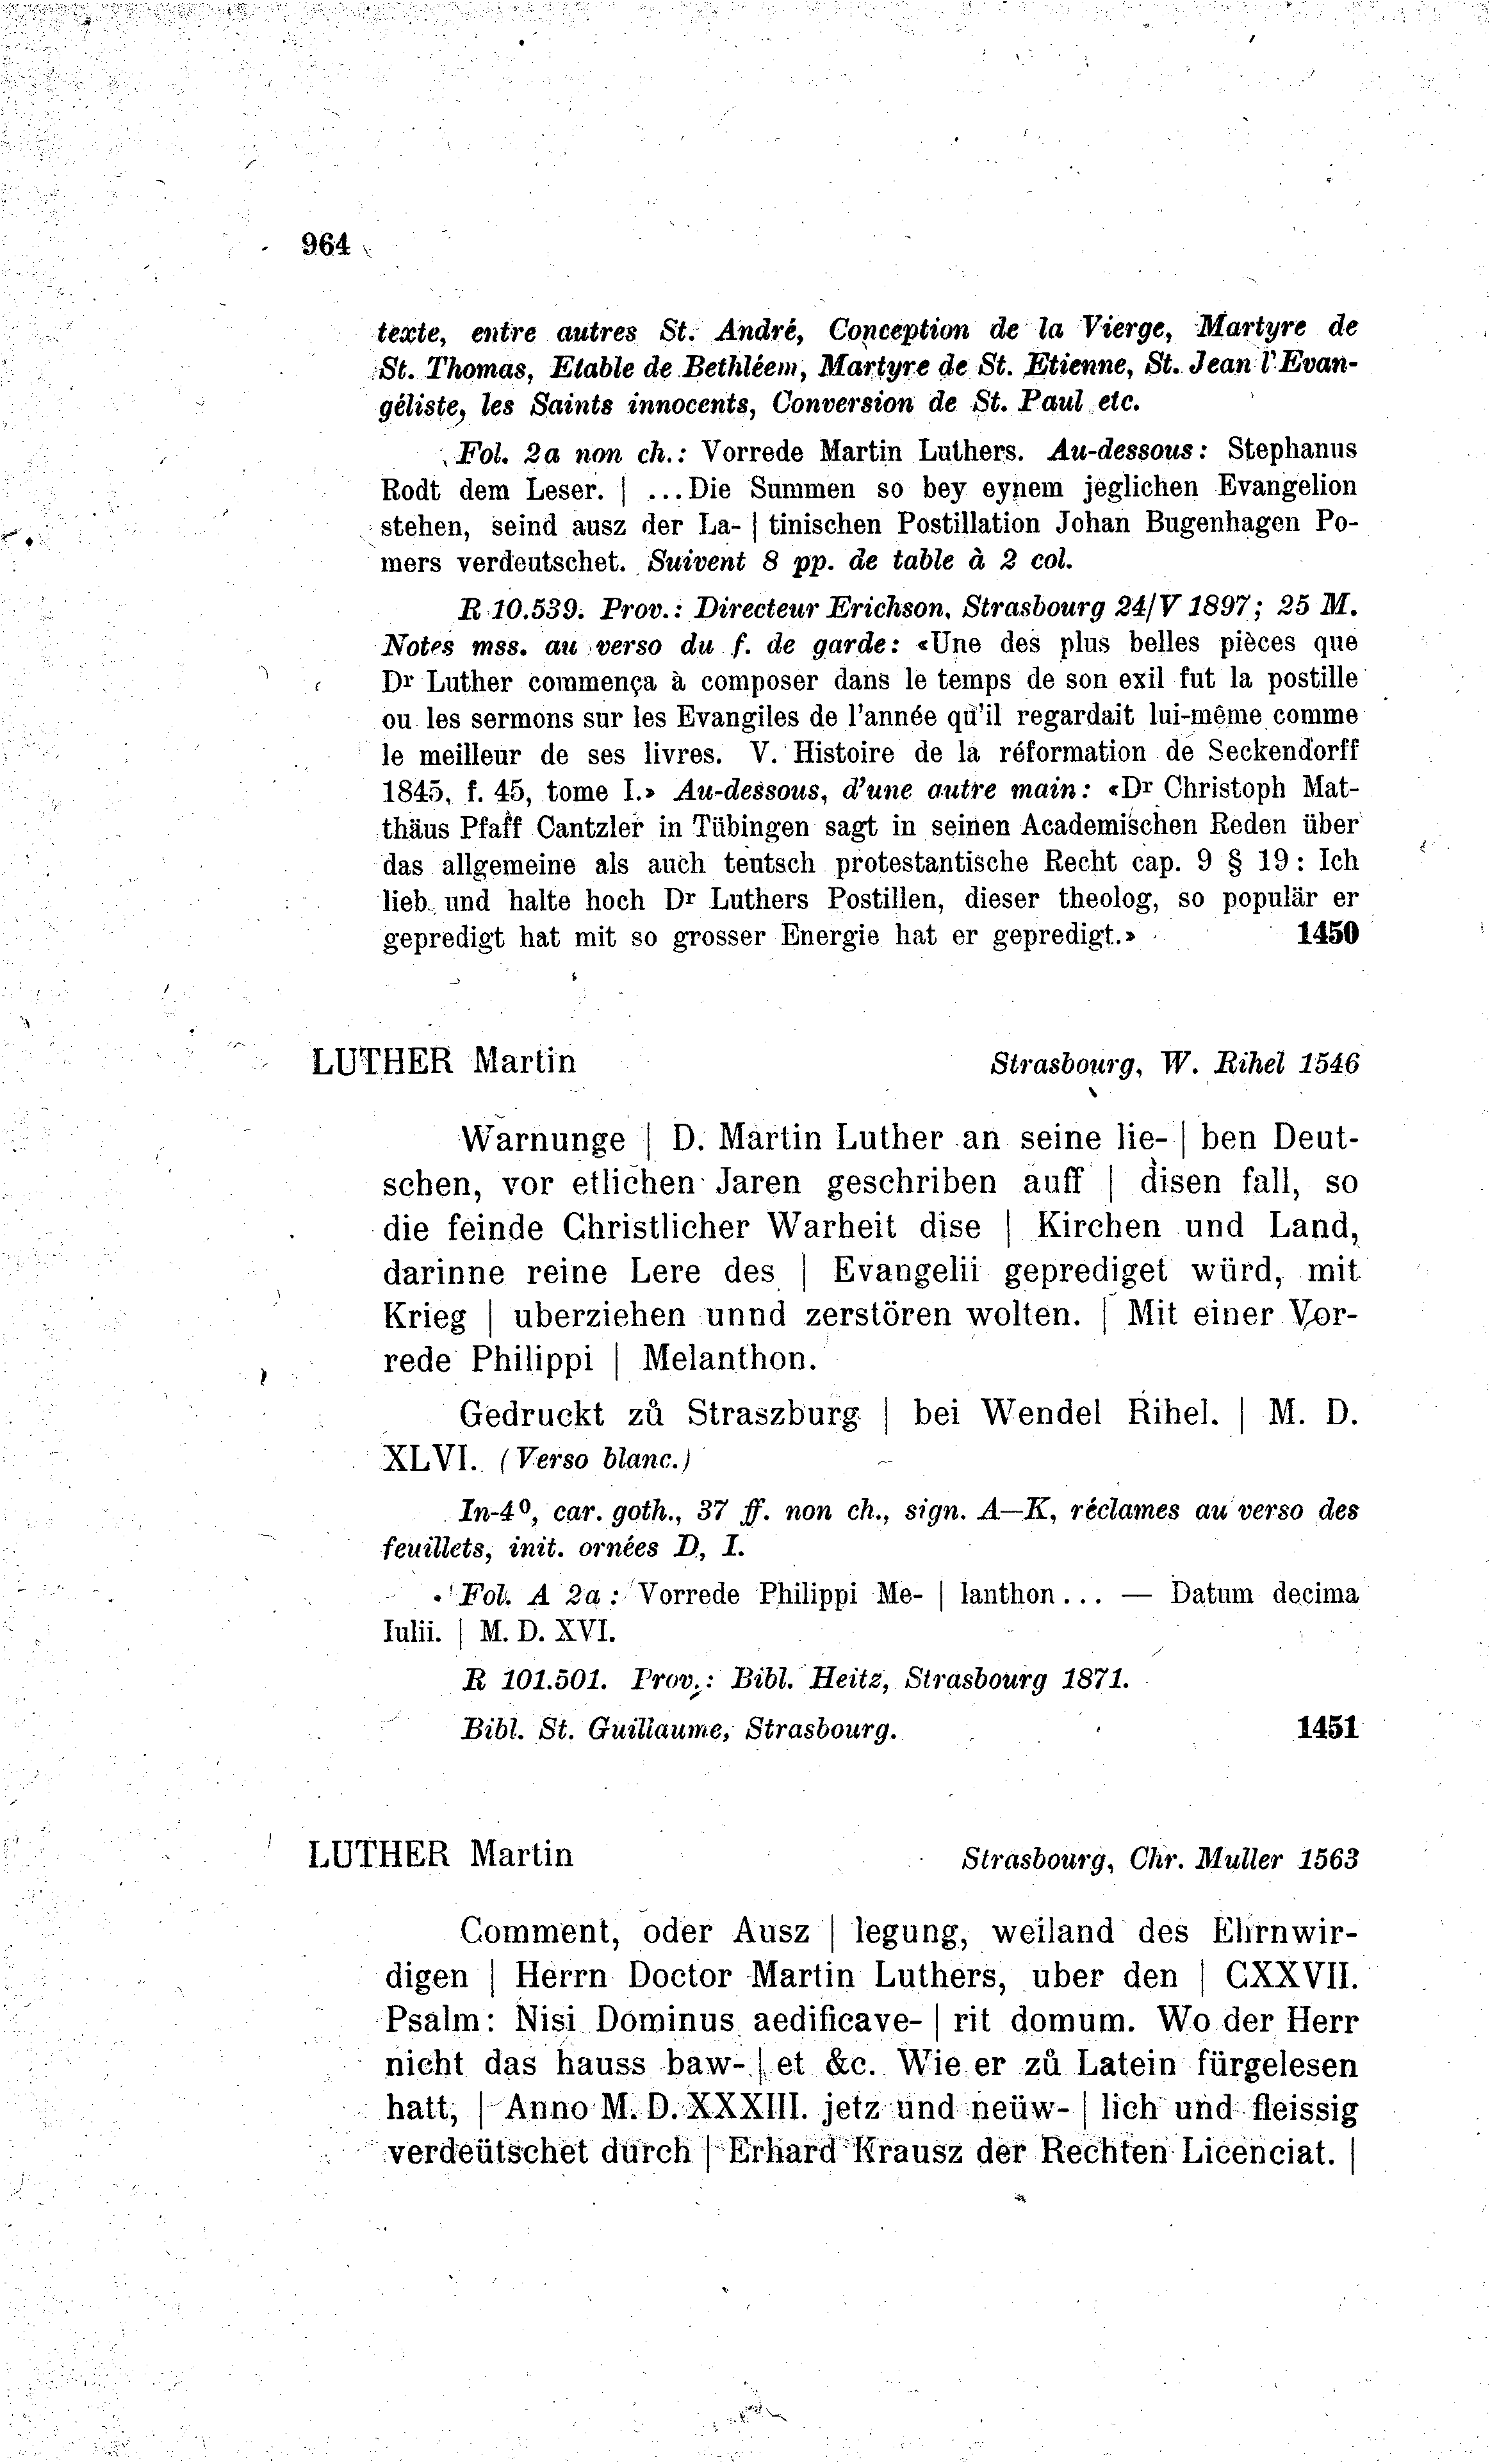 964
texte, entre autres St. André, Conception de la Vierge, Martyre de
St. Thomas, Etable de Bethléem, Martyre de St. Etienne, St. Jean l'Evan-
géliste, les Saints innocents, Conversion de St. Paul etc.
Fol. 2a non ch.: Vorrede Martin Luthers. Au-dessous: Stephanus
Rodt dem Leser. | ...Die Summen so bey eynem jeglichen Evangelion
stehen, seind ausz der La- | tinischen Postillation Johan Bugenhagen Po-
mers verdeutschet. Suivent 8 pp. de table à 2 col.
R 10.539. Prov.: Directeur Erichson, Strasbourg 24/V 1897; 25 M.
Notes mss. au verso du f. de garde: «Une des plus belles pièces que
Dr Luther commença à composer dans le temps de son exil fut la postille
ou les sermons sur les Evangiles de l'année qu'il regardait lui-même comme
le meilleur de ses livres. V. Histoire de la réformation de Seckendorff
1845, f. 45, tome I.» Au-dessous, d'une autre main: «Dr Christoph Mat-
thäus Pfaff Cantzler in Tübingen sagt in seinen Academischen Reden über
das allgemeine als auch teutsch protestantische Recht cap. 9 § 19: Ich
lieb und halte hoch Dr Luthers Postillen, dieser theolog, so populär er
gepredigt hat mit so grosser Energie hat er gepredigt.» 1450
LUTHER Martin Strasbourg, W. Rihel 1546
Warnunge | D. Martin Luther an seine lie- | ben Deut-
schen, vor etlichen Jaren geschriben auff | disen fall, so
die feinde Christlicher Warheit dise | Kirchen und Land,
darinne reine Lere des | Evangelii geprediget würd, mit
Krieg | uberziehen unnd zerstören wolten. | Mit einer Vor-
rede Philippi | Melanthon.
Gedruckt zů Straszburg | bei Wendel Rihel. | M. D.
XLVI. (Verso blanc.)
In-4º, car. goth., 37 ff. non ch., sign. A—K, réclames au verso des
feuillets, init. ornées D, I.
Fol. A 2a: Vorrede Philippi Me- | lanthon... — Datum decima
Iulii. | M. D. XVI.
R 101.501. Prov.: Bibl. Heitz, Strasbourg 1871.
Bibl. St. Guillaume, Strasbourg. 1451
LUTHER Martin Strasbourg, Chr. Muller 1563
Comment, oder Ausz | legung, weiland des Ehrnwir-
digen | Herrn Doctor Martin Luthers, uber den | CXXVII.
Psalm: Nisi Dominus aedificave- | rit domum. Wo der Herr
nicht das hauss baw- | et &c. Wie er zů Latein fürgelesen
hatt, | Anno M. D. XXXIII. jetz und neüw- | lich und fleissig
verdeütschet durch | Erhard Krausz der Rechten Licenciat. |